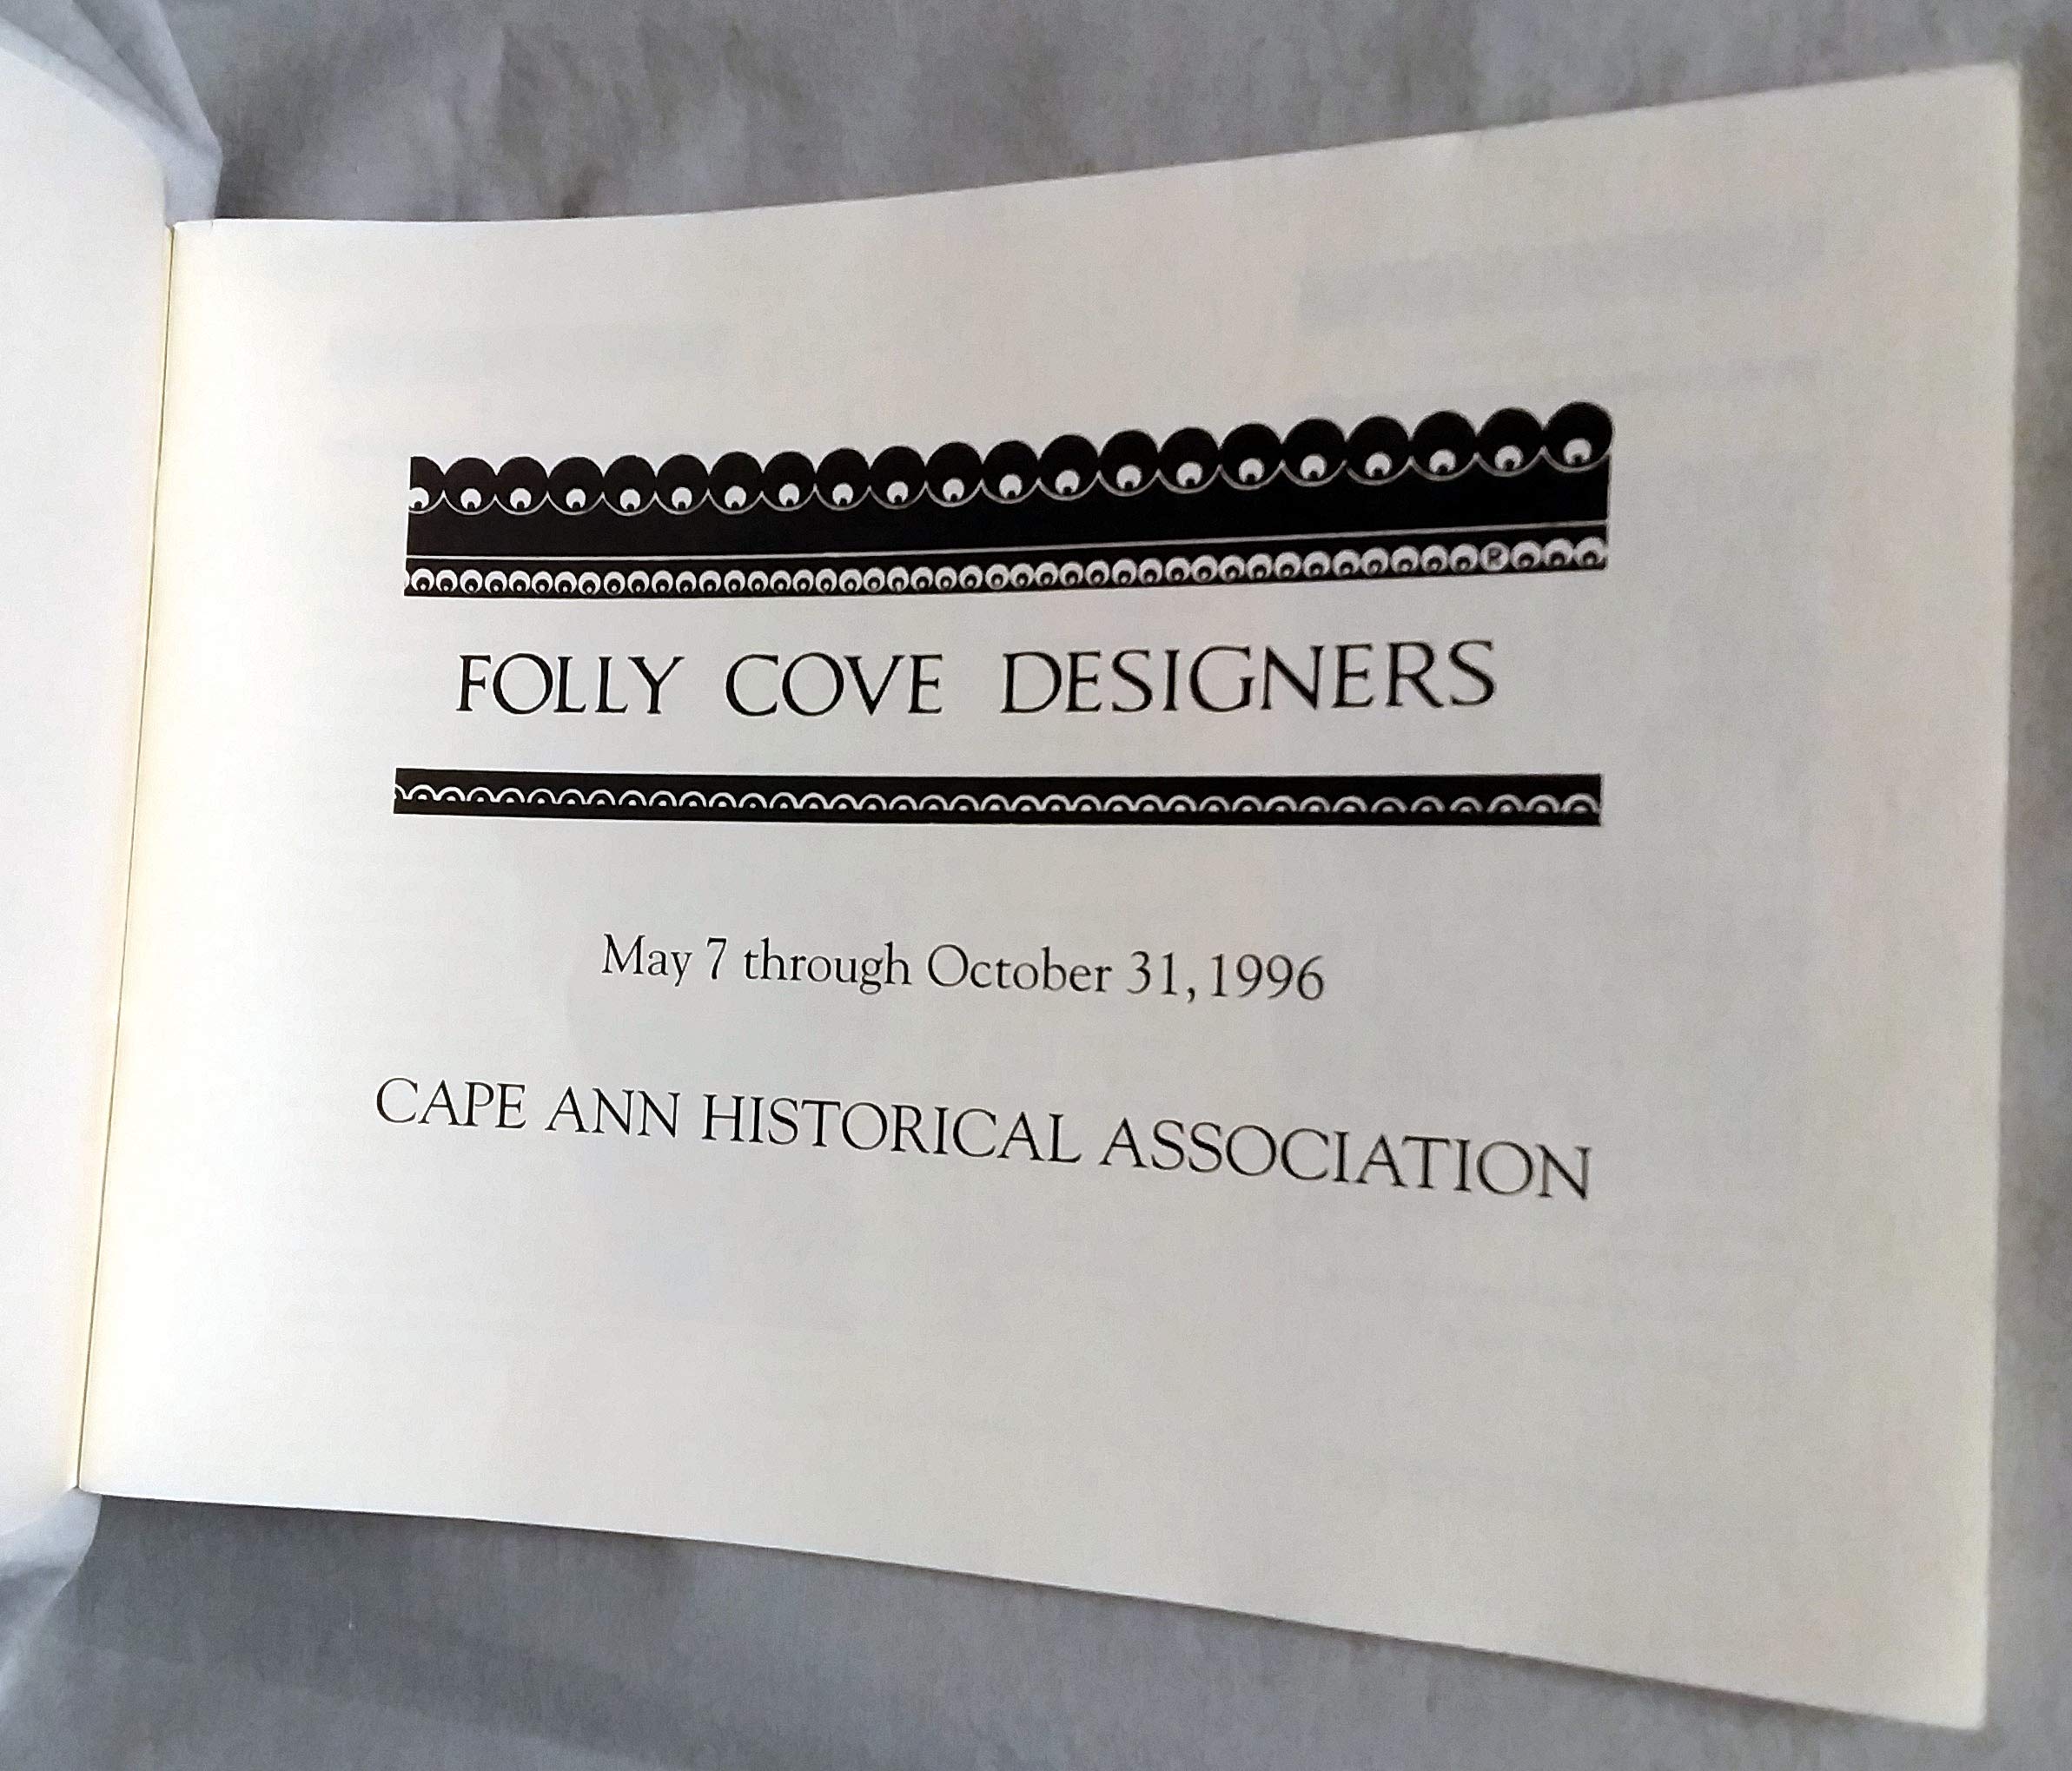 FOLLY COVE DESIGNERS
May 7 through October 31, 1996
CAPE ANN HISTORICAL ASSOCIATION